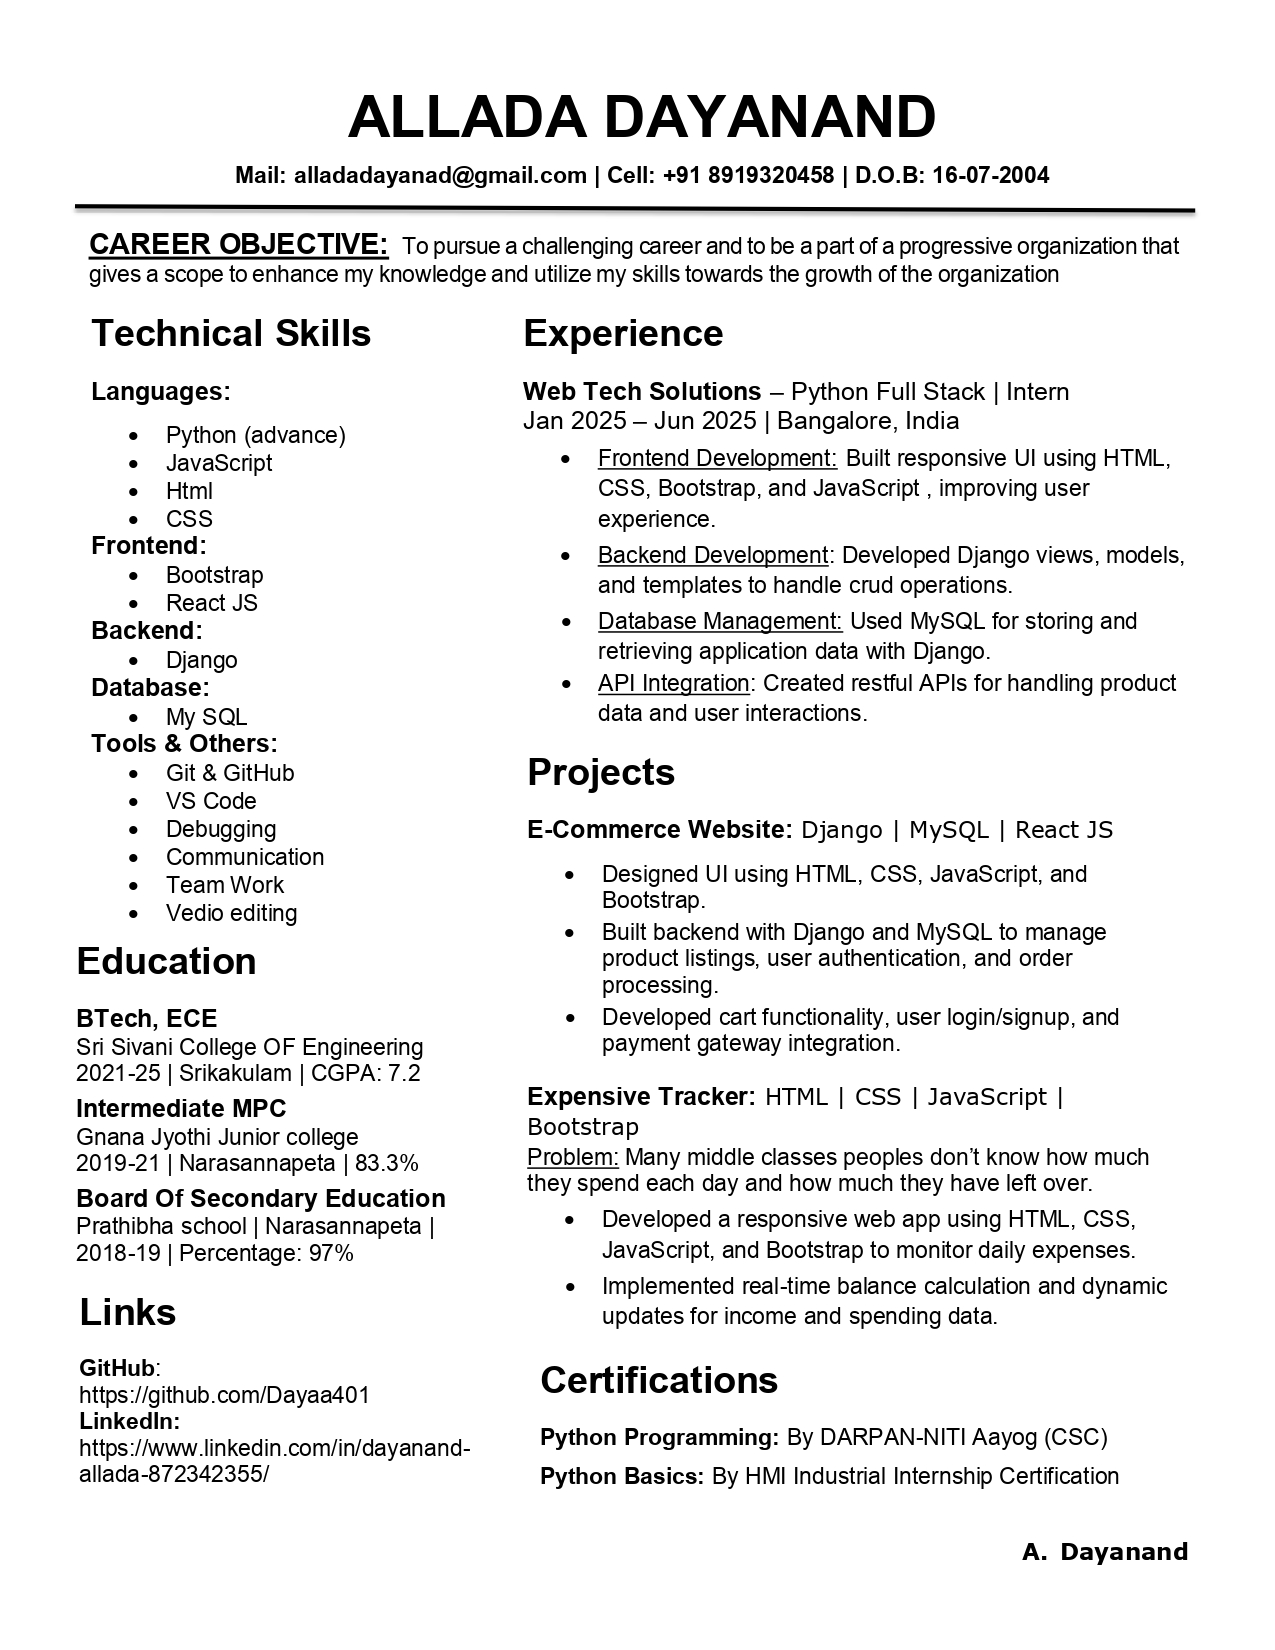 ALLADA DAYANAND
Mail: alladadayanad@gmail.com | Cell: +91 8919320458 | D.O.B: 16-07-2004
CAREER OBJECTIVE: To pursue a challenging career and to be a part of a progressive organization that
gives a scope to enhance my knowledge and utilize my skills towards the growth of the organization
Technical Skills
Languages:
• Python (advance)
• JavaScript
• Html
• CSS
Frontend:
• Bootstrap
• React JS
Backend:
• Django
Database:
• My SQL
Tools & Others:
• Git & GitHub
• VS Code
• Debugging
• Communication
• Team Work
• Vedio editing
Education
BTech, ECE
Sri Sivani College OF Engineering
2021-25 | Srikakulam | CGPA: 7.2
Intermediate MPC
Gnana Jyothi Junior college
2019-21 | Narasannapeta | 83.3%
Board Of Secondary Education
Prathibha school | Narasannapeta |
2018-19 | Percentage: 97%
Links
GitHub:
https://github.com/Dayaa401
LinkedIn:
https://www.linkedin.com/in/dayanand-
allada-872342355/
Experience
Web Tech Solutions – Python Full Stack | Intern
Jan 2025 – Jun 2025 | Bangalore, India
• Frontend Development: Built responsive UI using HTML,
CSS, Bootstrap, and JavaScript , improving user
experience.
• Backend Development: Developed Django views, models,
and templates to handle crud operations.
• Database Management: Used MySQL for storing and
retrieving application data with Django.
• API Integration: Created restful APIs for handling product
data and user interactions.
Projects
E-Commerce Website: Django | MySQL | React JS
• Designed UI using HTML, CSS, JavaScript, and
Bootstrap.
• Built backend with Django and MySQL to manage
product listings, user authentication, and order
processing.
• Developed cart functionality, user login/signup, and
payment gateway integration.
Expensive Tracker: HTML | CSS | JavaScript |
Bootstrap
Problem: Many middle classes peoples don’t know how much
they spend each day and how much they have left over.
• Developed a responsive web app using HTML, CSS,
JavaScript, and Bootstrap to monitor daily expenses.
• Implemented real-time balance calculation and dynamic
updates for income and spending data.
Certifications
Python Programming: By DARPAN-NITI Aayog (CSC)
Python Basics: By HMI Industrial Internship Certification
A. Dayanand